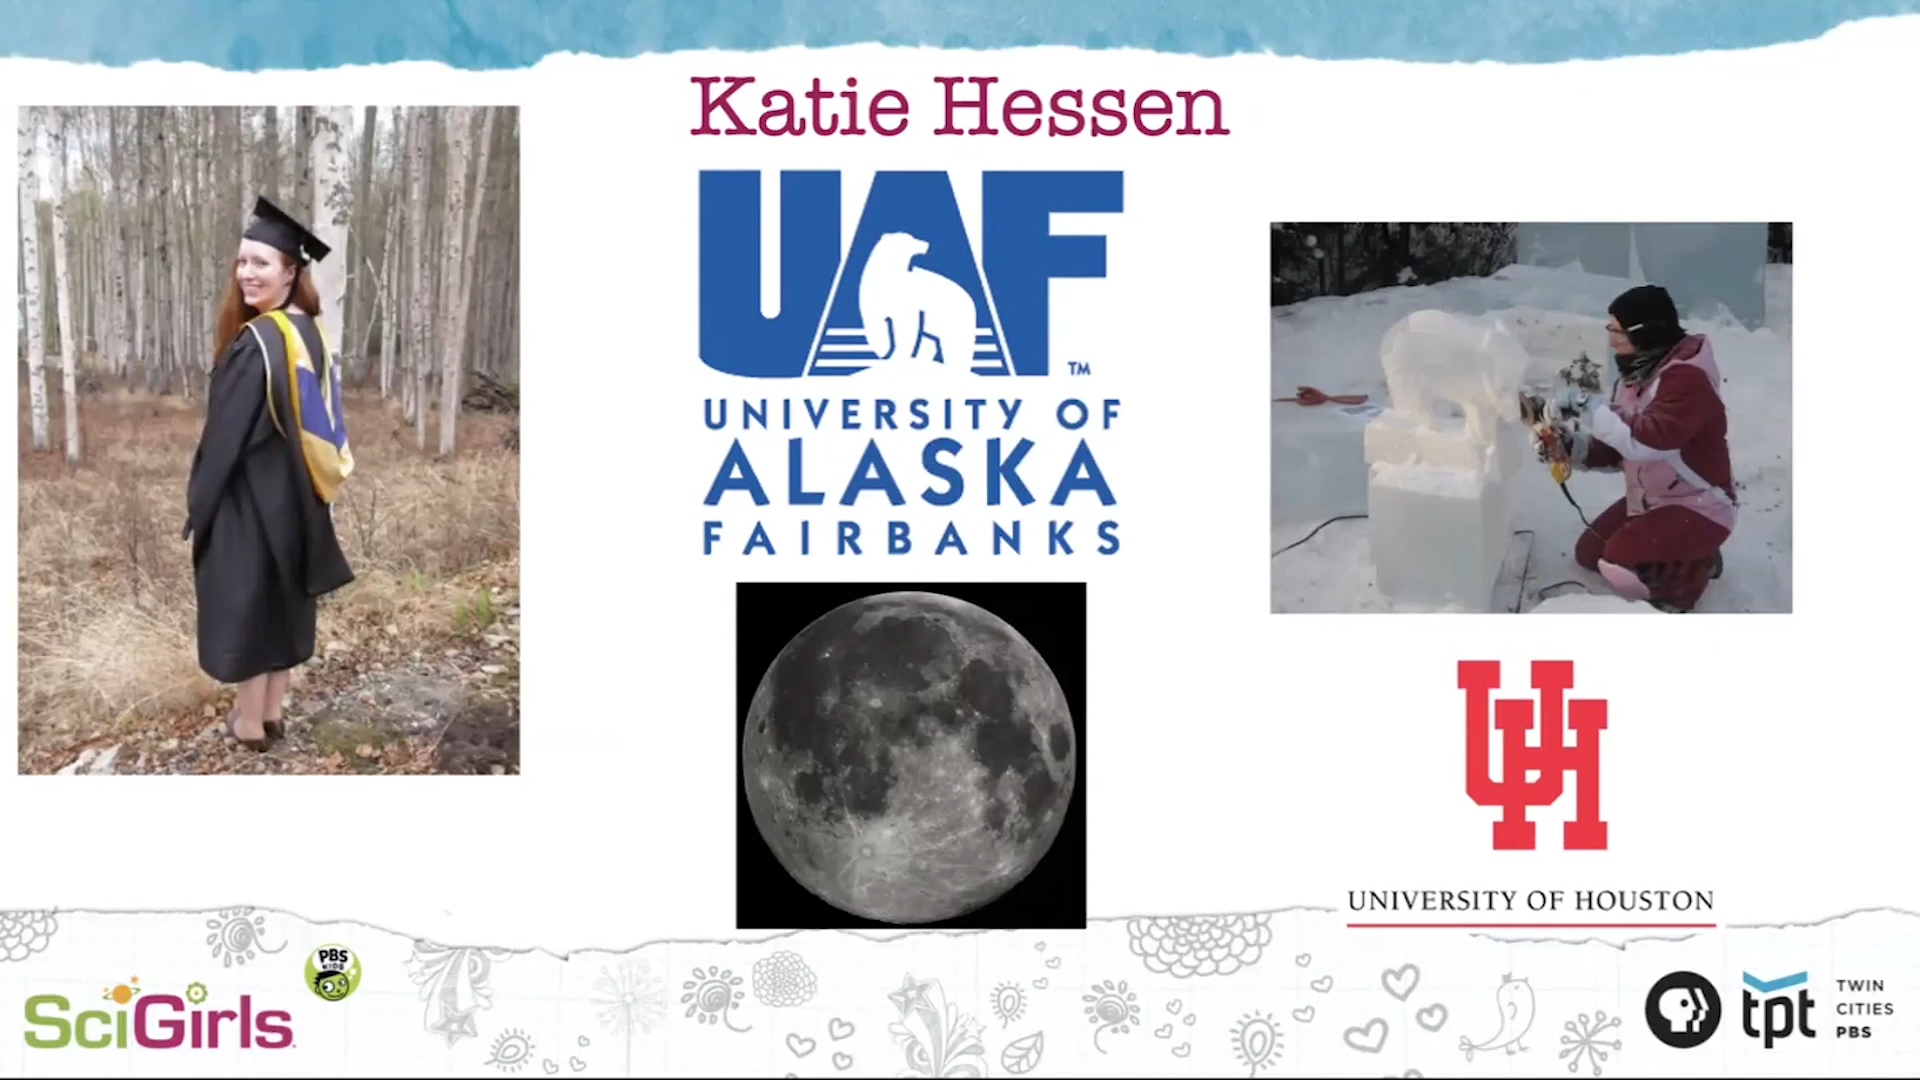 Katie Hessen
UAF
TM
UNIVERSITY OF
ALASKA
FAIRBANKS
UH
UNIVERSITY OF HOUSTON
PBS
KIDS
SciGirls
tpt
TWIN
CITIES
PBS